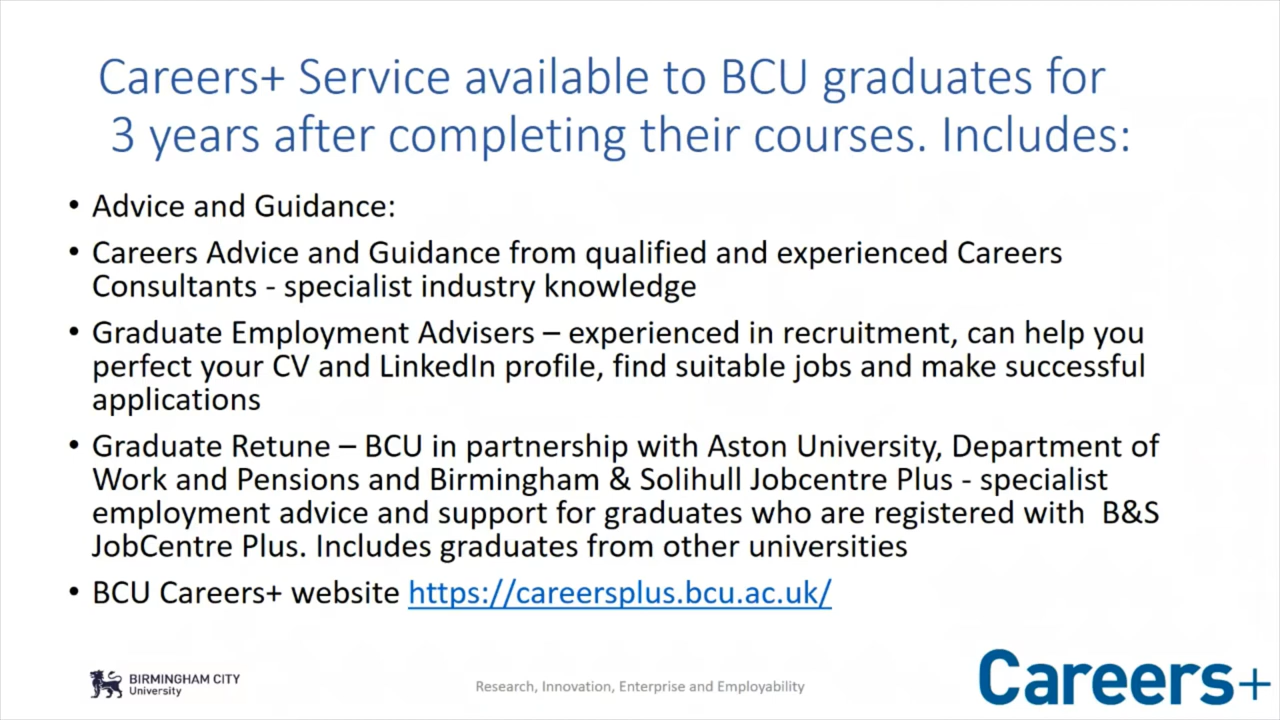 Careers+ Service available to BCU graduates for
3 years after completing their courses. Includes:
• Advice and Guidance:
• Careers Advice and Guidance from qualified and experienced Careers
Consultants - specialist industry knowledge
• Graduate Employment Advisers – experienced in recruitment, can help you
perfect your CV and LinkedIn profile, find suitable jobs and make successful
applications
• Graduate Retune – BCU in partnership with Aston University, Department of
Work and Pensions and Birmingham & Solihull Jobcentre Plus - specialist
employment advice and support for graduates who are registered with  B&S
JobCentre Plus. Includes graduates from other universities
• BCU Careers+ website https://careersplus.bcu.ac.uk/
BIRMINGHAM CITY
University
Research, Innovation, Enterprise and Employability
Careers+